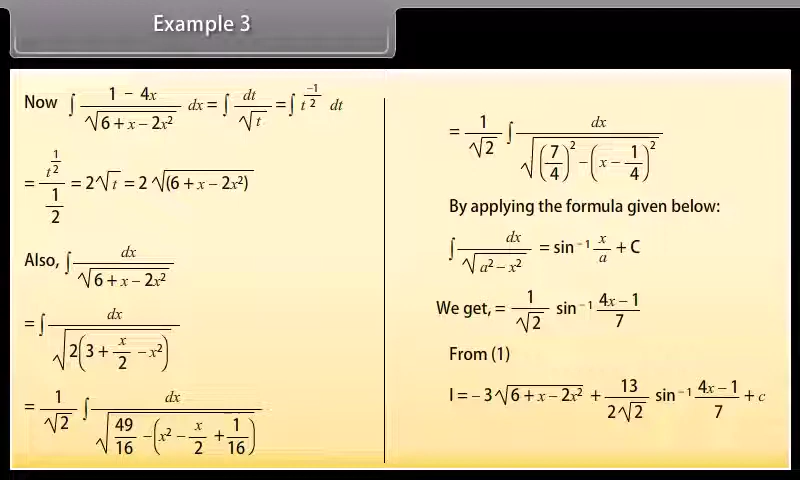 Example 3
Now ∫ (1 − 4x)/√(6 + x − 2x²) dx = ∫ dt/√t = ∫ t^(−1/2) dt
= t^(1/2)/(1/2) = 2√t = 2 √(6 + x − 2x²)
Also, ∫ dx/√(6 + x − 2x²)
= ∫ dx/√(2(3 + x/2 − x²))
= 1/√2 ∫ dx/√(49/16 − (x² − x/2 + 1/16))
= 1/√2 ∫ dx/√((7/4)² − (x − 1/4)²)
By applying the formula given below:
∫ dx/√(a² − x²) = sin⁻¹ x/a + C
We get, = 1/√2 sin⁻¹ (4x − 1)/7
From (1)
I = − 3√(6 + x − 2x²) + 13/(2√2) sin⁻¹ (4x − 1)/7 + c